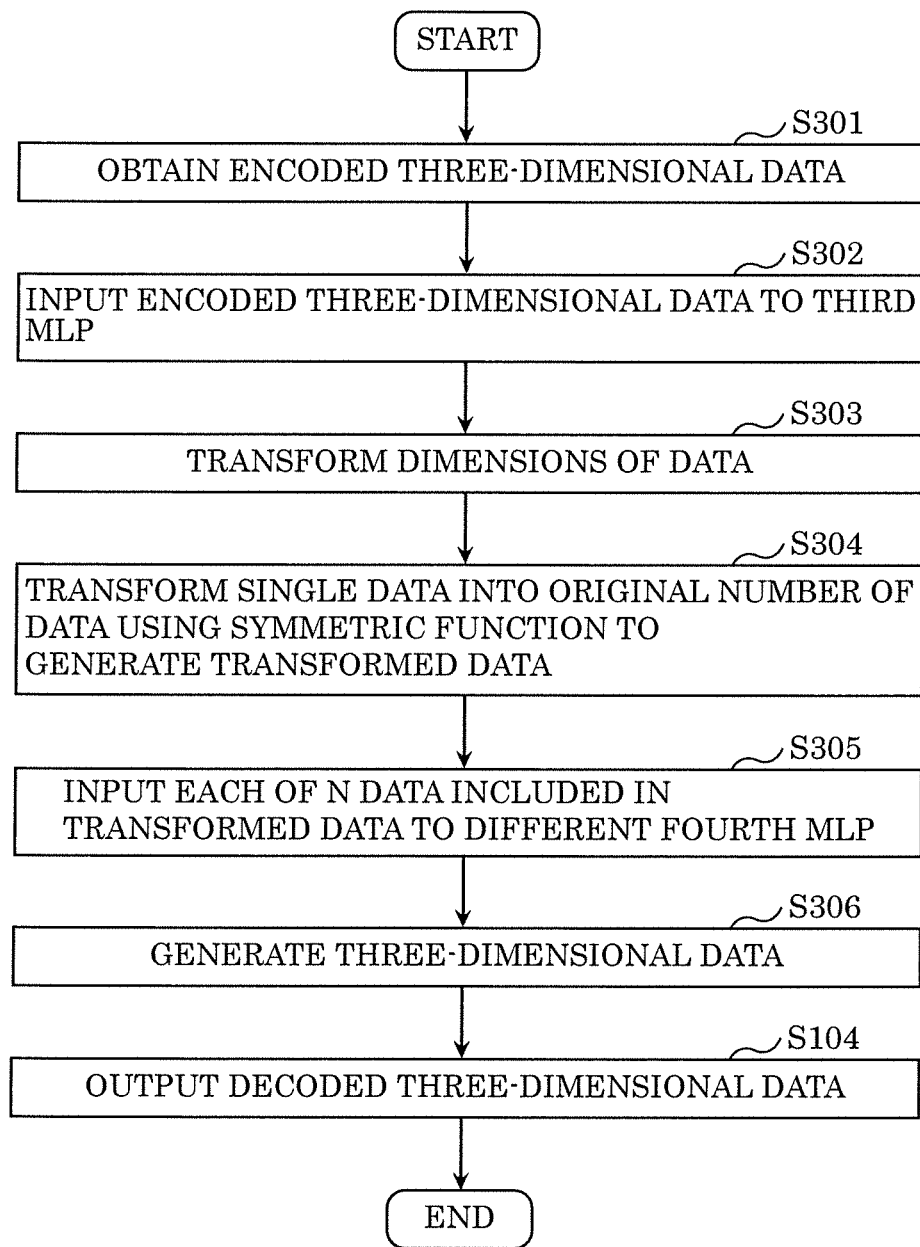 START
S301
OBTAIN ENCODED THREE-DIMENSIONAL DATA
S302
INPUT ENCODED THREE-DIMENSIONAL DATA TO THIRD
MLP
S303
TRANSFORM DIMENSIONS OF DATA
S304
TRANSFORM SINGLE DATA INTO ORIGINAL NUMBER OF
DATA USING SYMMETRIC FUNCTION TO
GENERATE TRANSFORMED DATA
S305
INPUT EACH OF N DATA INCLUDED IN
TRANSFORMED DATA TO DIFFERENT FOURTH MLP
S306
GENERATE THREE-DIMENSIONAL DATA
S104
OUTPUT DECODED THREE-DIMENSIONAL DATA
END